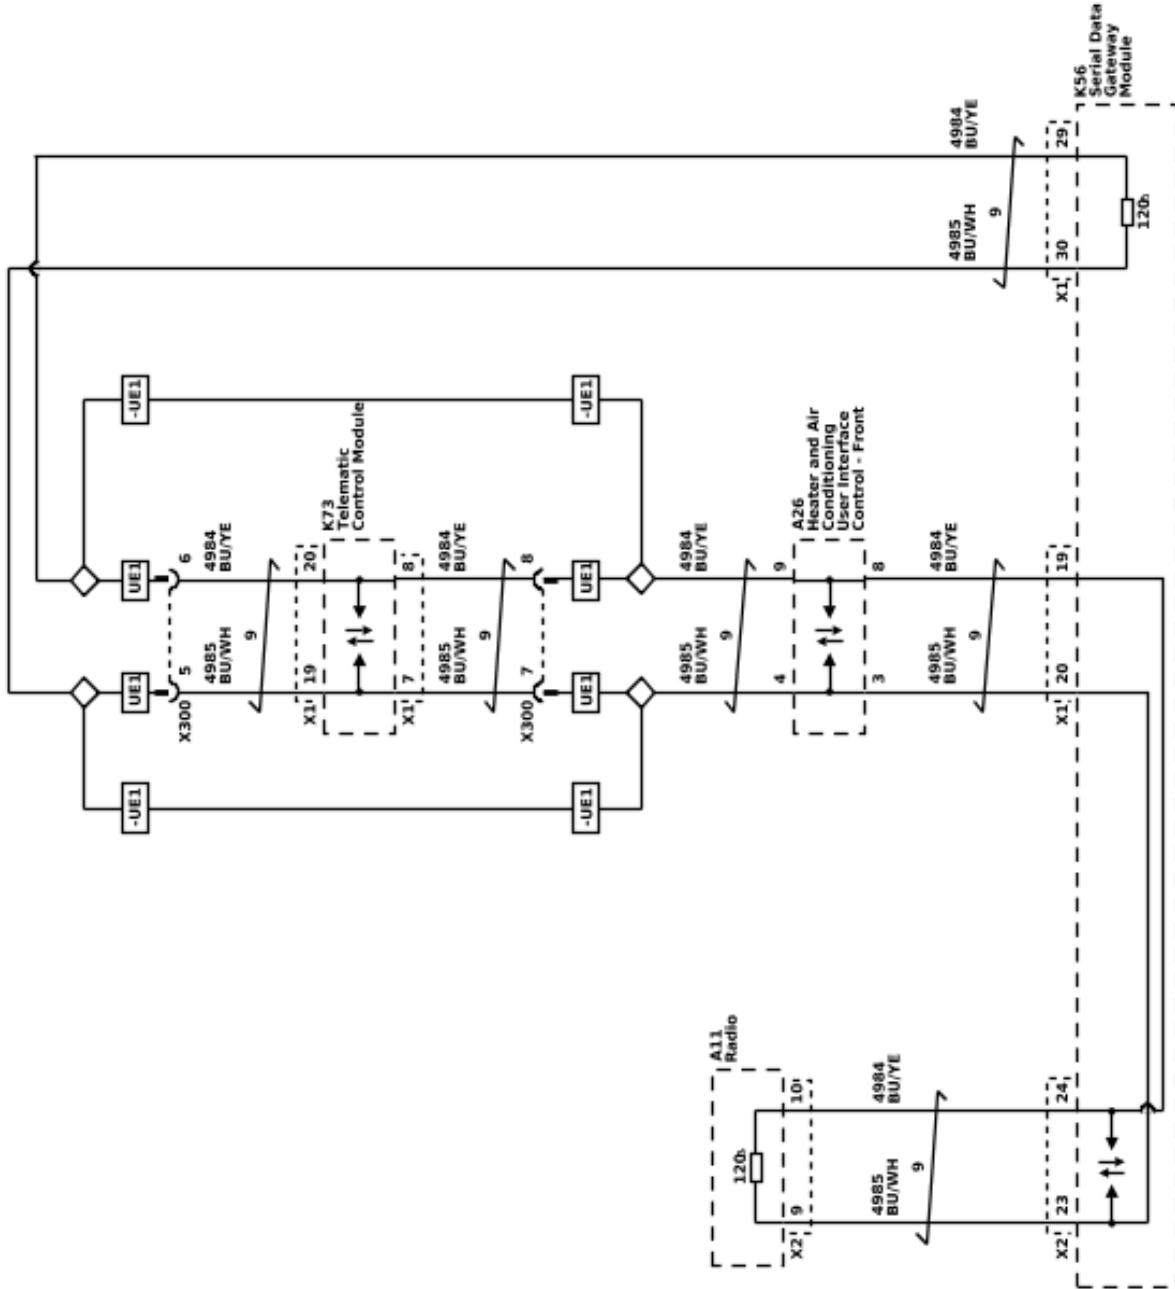 -UE1 UE1 UE1 -UE1
X300 5 6
4985 4984
BU/WH BU/YE
9
X1 19 20
K73
Telematic
Control Module
X1 7 8
4985 4984
BU/WH BU/YE
9
X300 7 8
-UE1 UE1 UE1 -UE1
4985 4984
BU/WH BU/YE
9
A11
Radio
120
X2 9 10
4 9
A26
Heater and Air
Conditioning
User Interface
Control - Front
3 8
4985 4984
BU/WH BU/YE
9
4985 4984
BU/WH BU/YE
9
4985 4984
BU/WH BU/YE
9
X2 23 24
X1 20 19
X1 30 29
K56
Serial Data
Gateway
Module
120